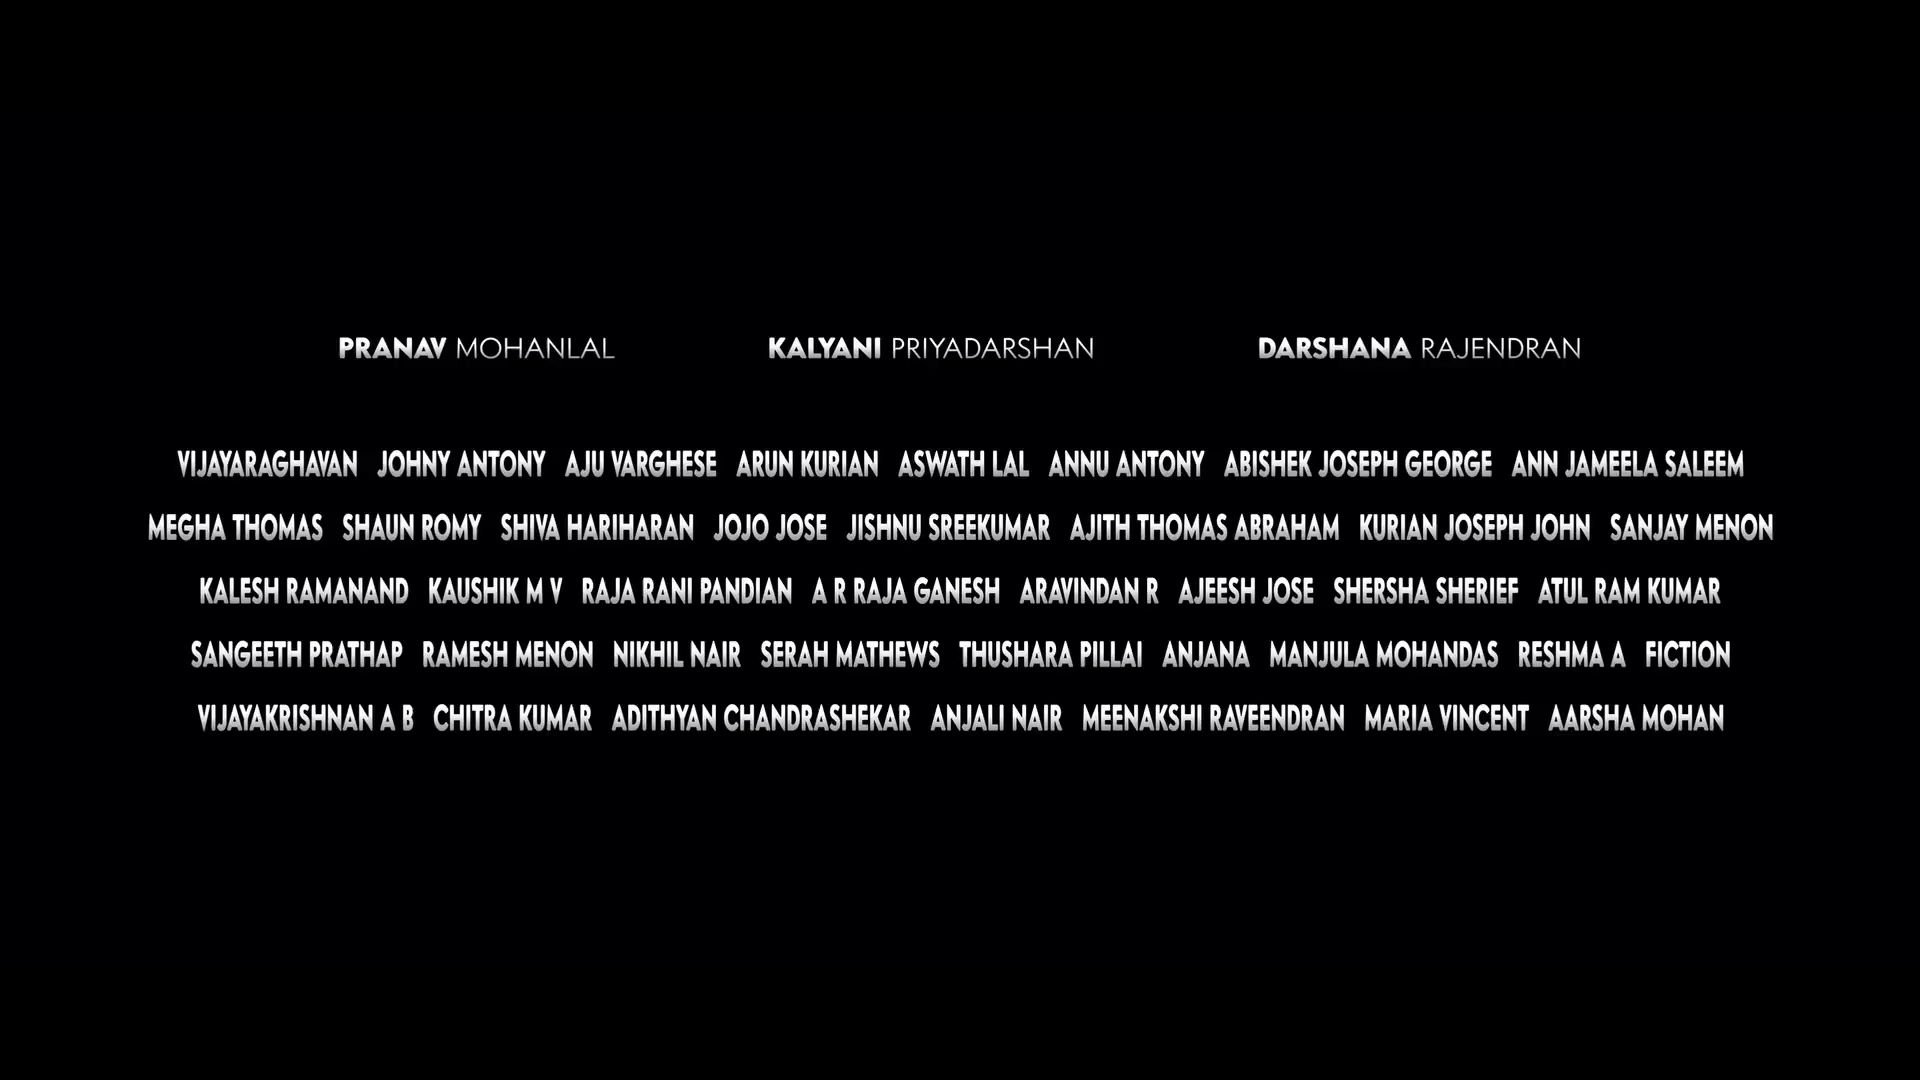 PRANAV MOHANLAL KALYANI PRIYADARSHAN DARSHANA RAJENDRAN
VIJAYARAGHAVAN JOHNY ANTONY AJU VARGHESE ARUN KURIAN ASWATH LAL ANNU ANTONY ABISHEK JOSEPH GEORGE ANN JAMEELA SALEEM
MEGHA THOMAS SHAUN ROMY SHIVA HARIHARAN JOJO JOSE JISHNU SREEKUMAR AJITH THOMAS ABRAHAM KURIAN JOSEPH JOHN SANJAY MENON
KALESH RAMANAND KAUSHIK M V RAJA RANI PANDIAN A R RAJA GANESH ARAVINDAN R AJEESH JOSE SHERSHA SHERIEF ATUL RAM KUMAR
SANGEETH PRATHAP RAMESH MENON NIKHIL NAIR SERAH MATHEWS THUSHARA PILLAI ANJANA MANJULA MOHANDAS RESHMA A FICTION
VIJAYAKRISHNAN A B CHITRA KUMAR ADITHYAN CHANDRASHEKAR ANJALI NAIR MEENAKSHI RAVEENDRAN MARIA VINCENT AARSHA MOHAN